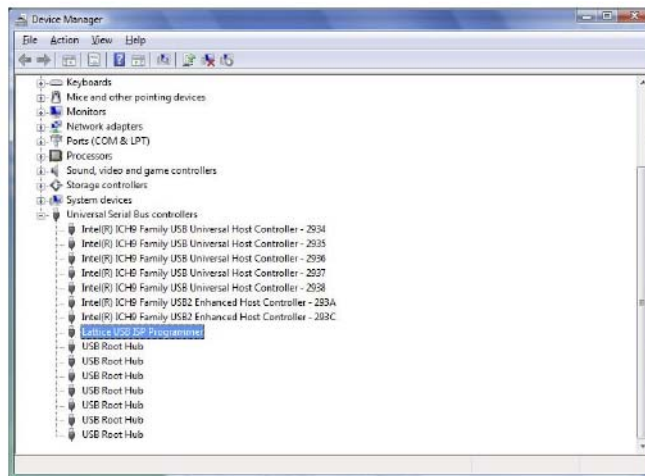 Device Manager
File Action View Help
Keyboards
Mice and other pointing devices
Monitors
Network adapters
Ports (COM & LPT)
Processors
Sound, video and game controllers
Storage controllers
System devices
Universal Serial Bus controllers
Intel(R) ICH9 Family USB Universal Host Controller - 2934
Intel(R) ICH9 Family USB Universal Host Controller - 2935
Intel(R) ICH9 Family USB Universal Host Controller - 2936
Intel(R) ICH9 Family USB Universal Host Controller - 2937
Intel(R) ICH9 Family USB Universal Host Controller - 2938
Intel(R) ICH9 Family USB2 Enhanced Host Controller - 293A
Intel(R) ICH9 Family USB2 Enhanced Host Controller - 293C
Lattice USB ISP Programmer
USB Root Hub
USB Root Hub
USB Root Hub
USB Root Hub
USB Root Hub
USB Root Hub
USB Root Hub